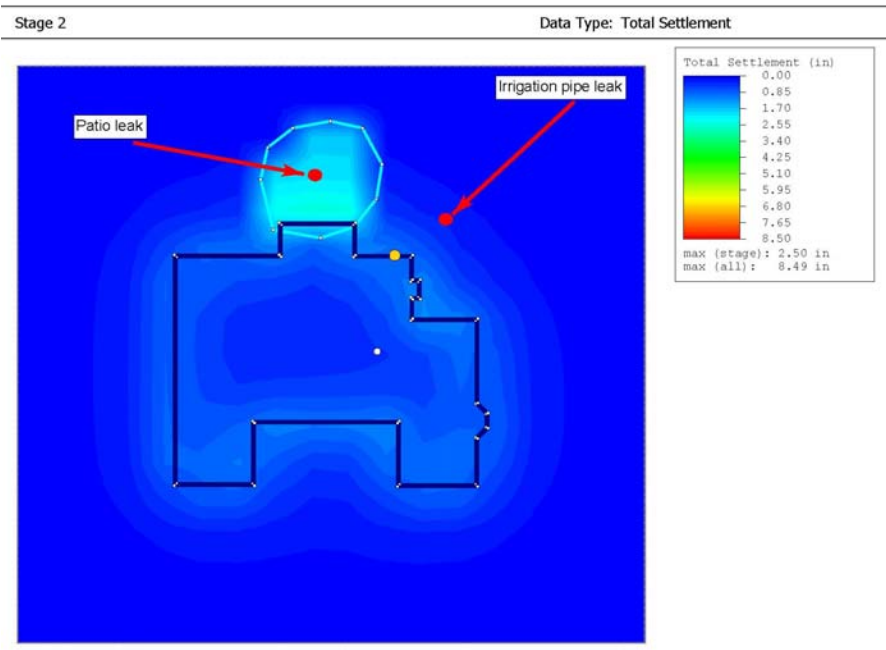 Stage 2
Data Type: Total Settlement
Irrigation pipe leak
Patio leak
Total Settlement (in)
0.00
0.85
1.70
2.55
3.40
4.25
5.10
5.95
6.80
7.65
8.50
max (stage): 2.50 in
max (all): 8.49 in